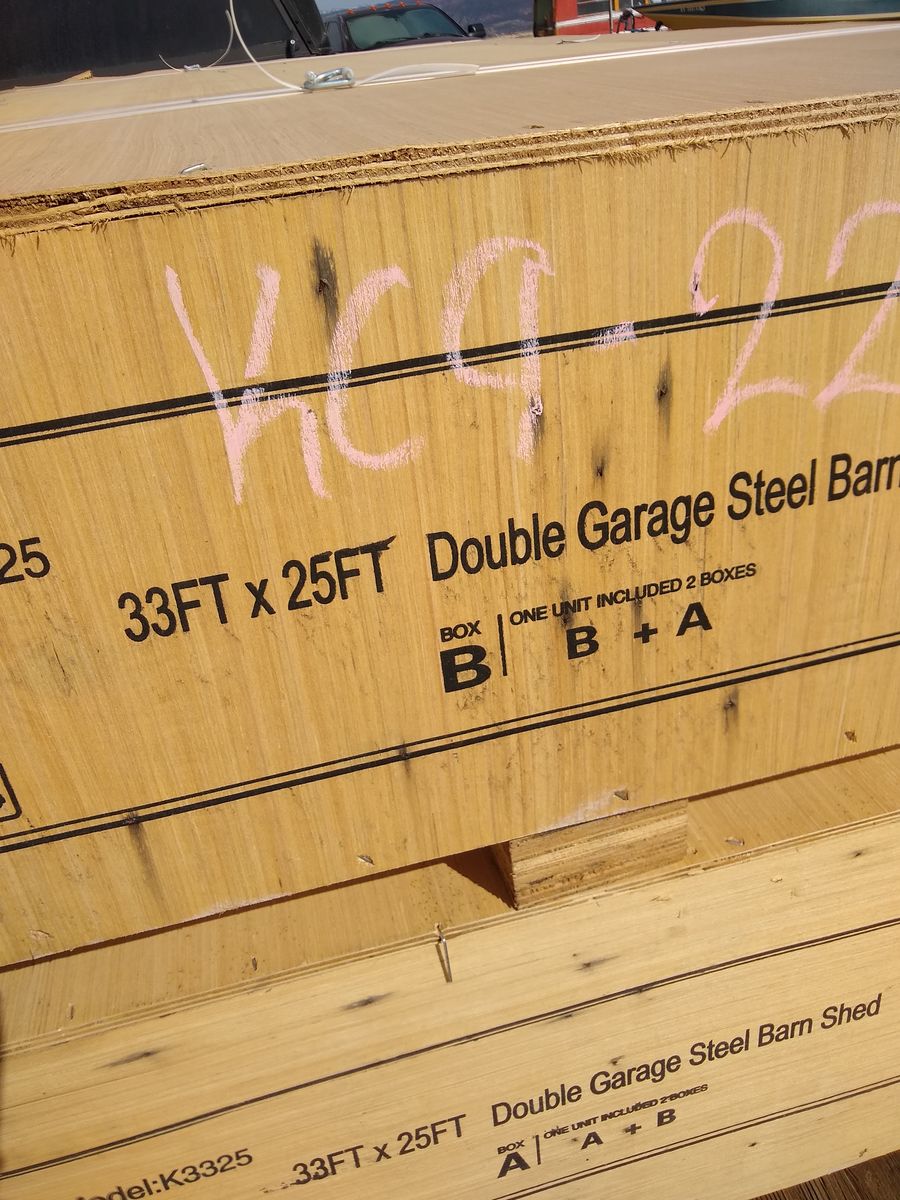 KC9-22
25 33FT x 25FT Double Garage Steel Barn
BOX
B
ONE UNIT INCLUDED 2 BOXES
B + A
odel:K3325 33FT x 25FT Double Garage Steel Barn Shed
BOX
A
ONE UNIT INCLUDED 2 BOXES
A + B